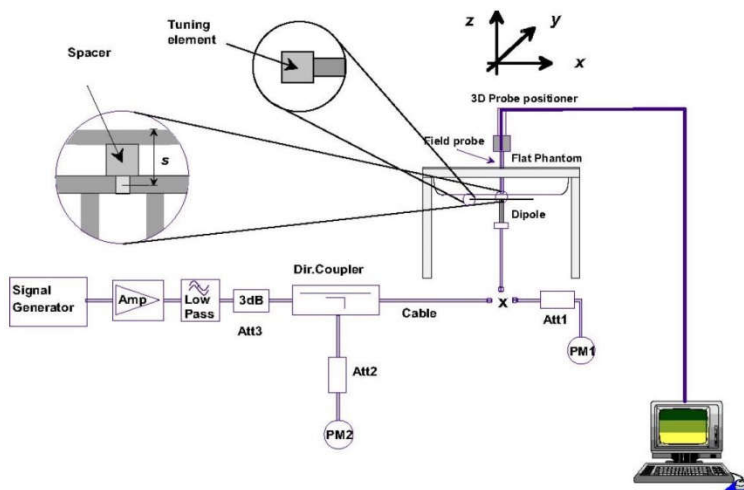 Tuning
element
Spacer
s
z
y
x
3D Probe positioner
Field probe
Flat Phantom
Dipole
Dir.Coupler
Signal
Generator
Amp
Low
Pass
3dB
Att3
Cable
x
Att1
PM1
Att2
PM2